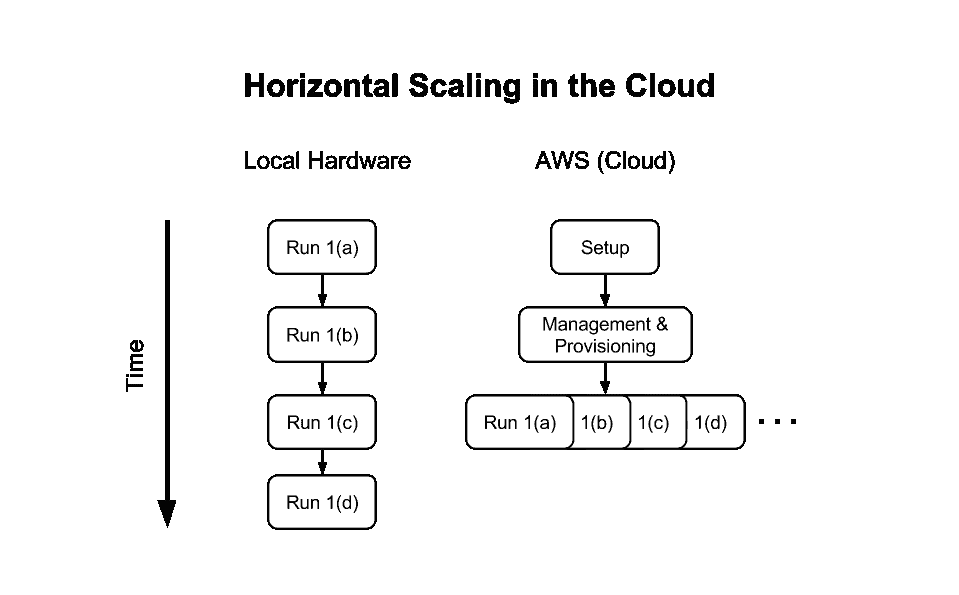 Horizontal Scaling in the Cloud
Local Hardware
AWS (Cloud)
Time
Run 1(a)
Run 1(b)
Run 1(c)
Run 1(d)
Setup
Management &
Provisioning
Run 1(a) 1(b) 1(c) 1(d) . . .